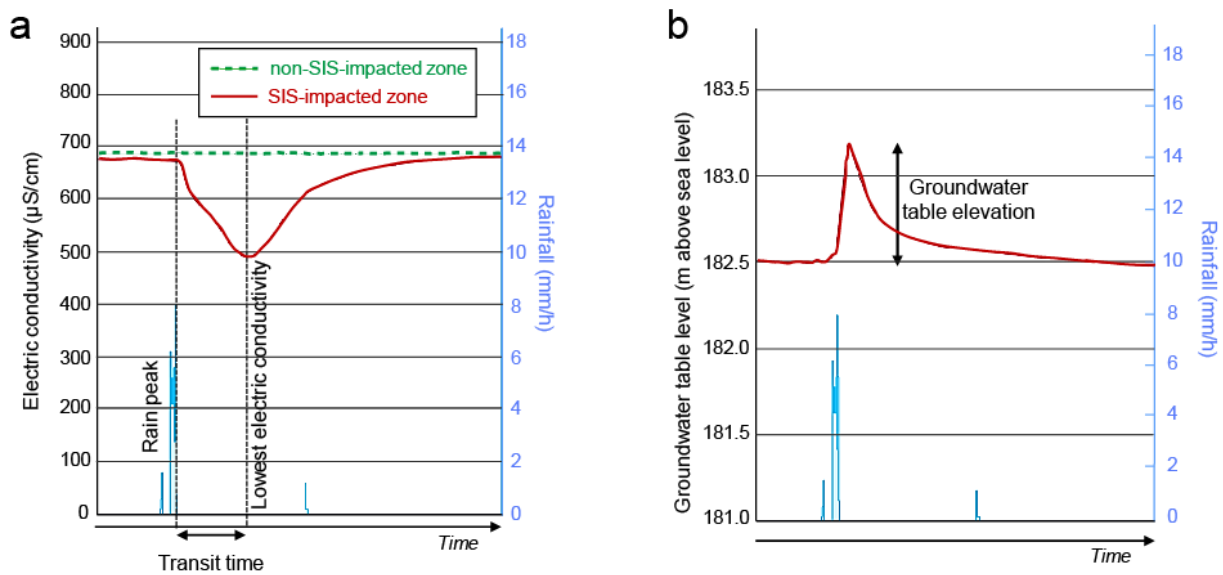 a
900
800
700
600
500
400
300
200
100
0
Electric conductivity (µS/cm)
non-SIS-impacted zone
SIS-impacted zone
Rain peak
Lowest electric conductivity
18
16
14
12
10
8
6
4
2
0
Rainfall (mm/h)
Time
Transit time
b
183.5
183.0
182.5
182.0
181.5
181.0
Groundwater table level (m above sea level)
Groundwater
table elevation
18
16
14
12
10
8
6
4
2
0
Rainfall (mm/h)
Time